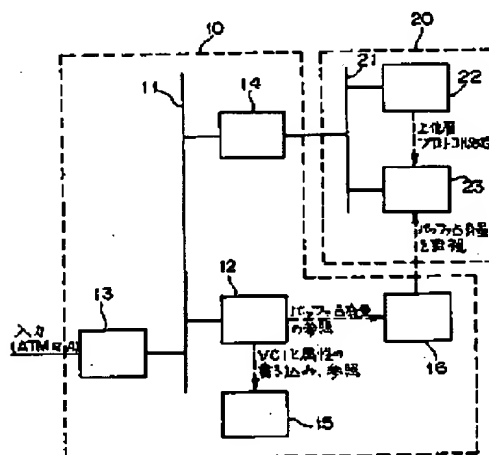 10
20
11
14
21
22
上位層
プロトコル処理
23
バッファ占有量
を監視
13
12
入力
(ATMセル)
バッファ占有量
の参照
VCIと属性の
書き込み、参照
16
15